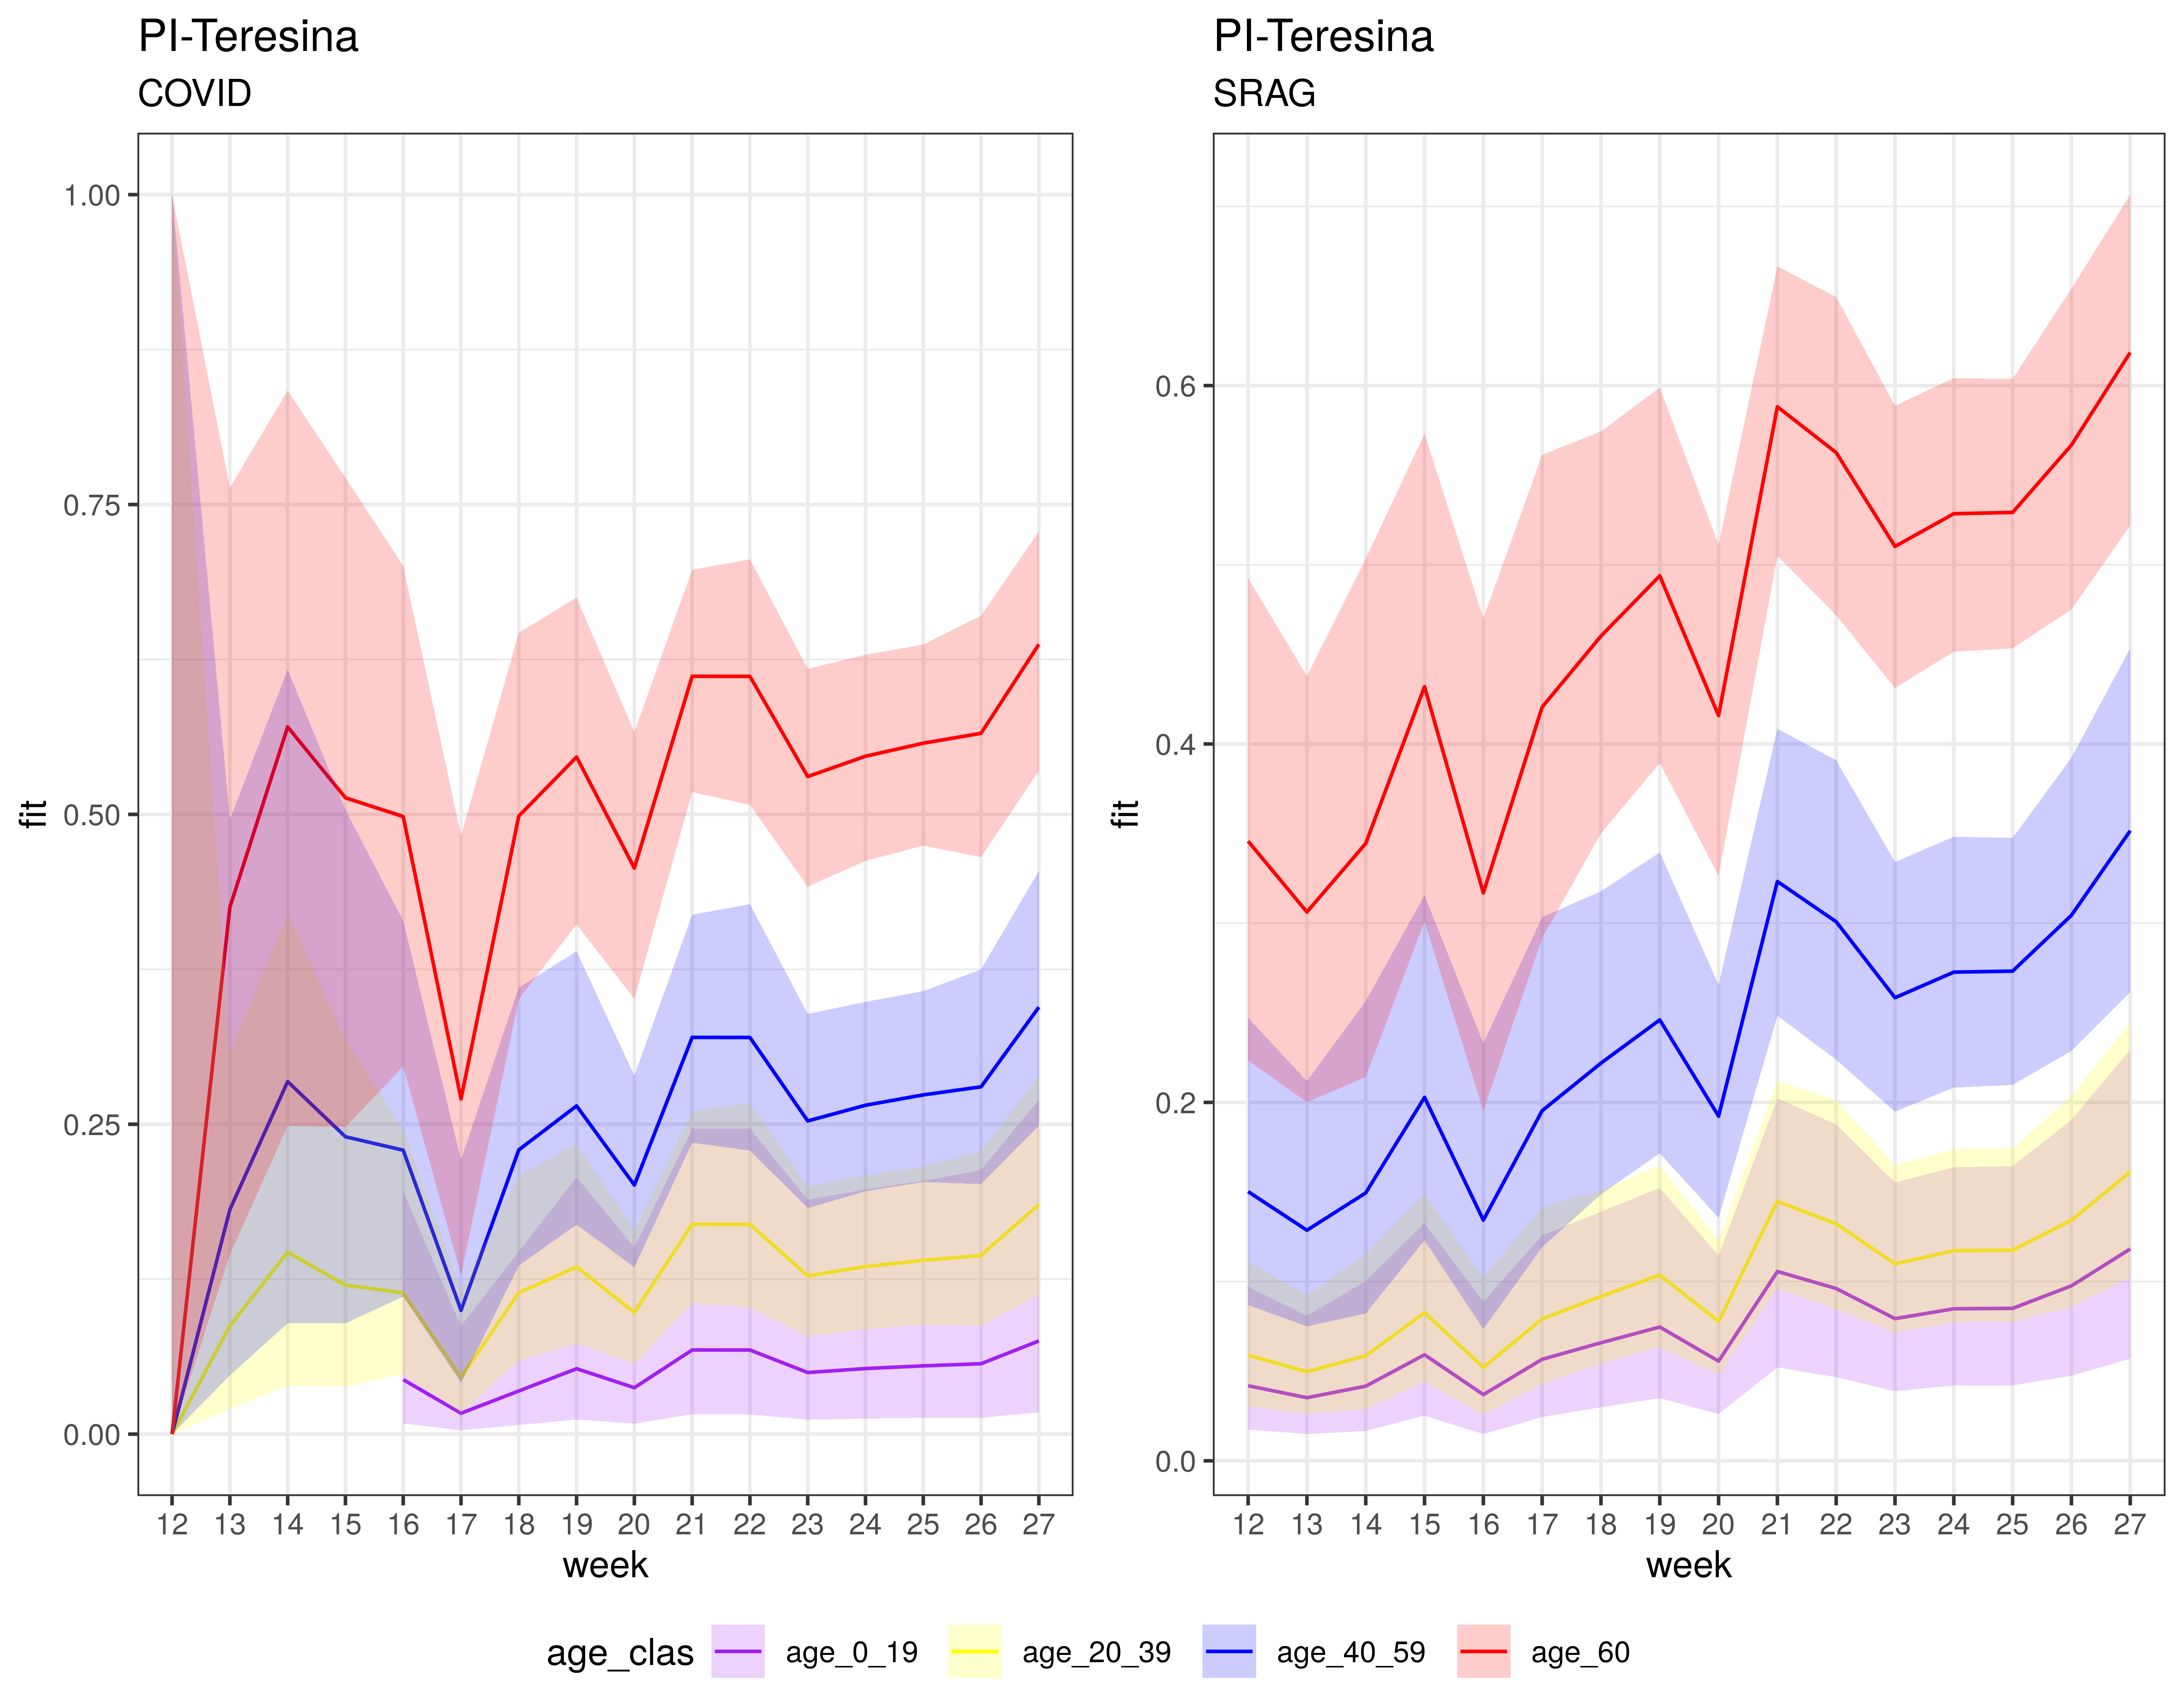 PI-Teresina
COVID
1.00
0.75
0.50
0.25
0.00
fit
12 13 14 15 16 17 18 19 20 21 22 23 24 25 26 27
week
PI-Teresina
SRAG
0.6
0.4
0.2
0.0
fit
12 13 14 15 16 17 18 19 20 21 22 23 24 25 26 27
week
age_clas age_0_19 age_20_39 age_40_59 age_60